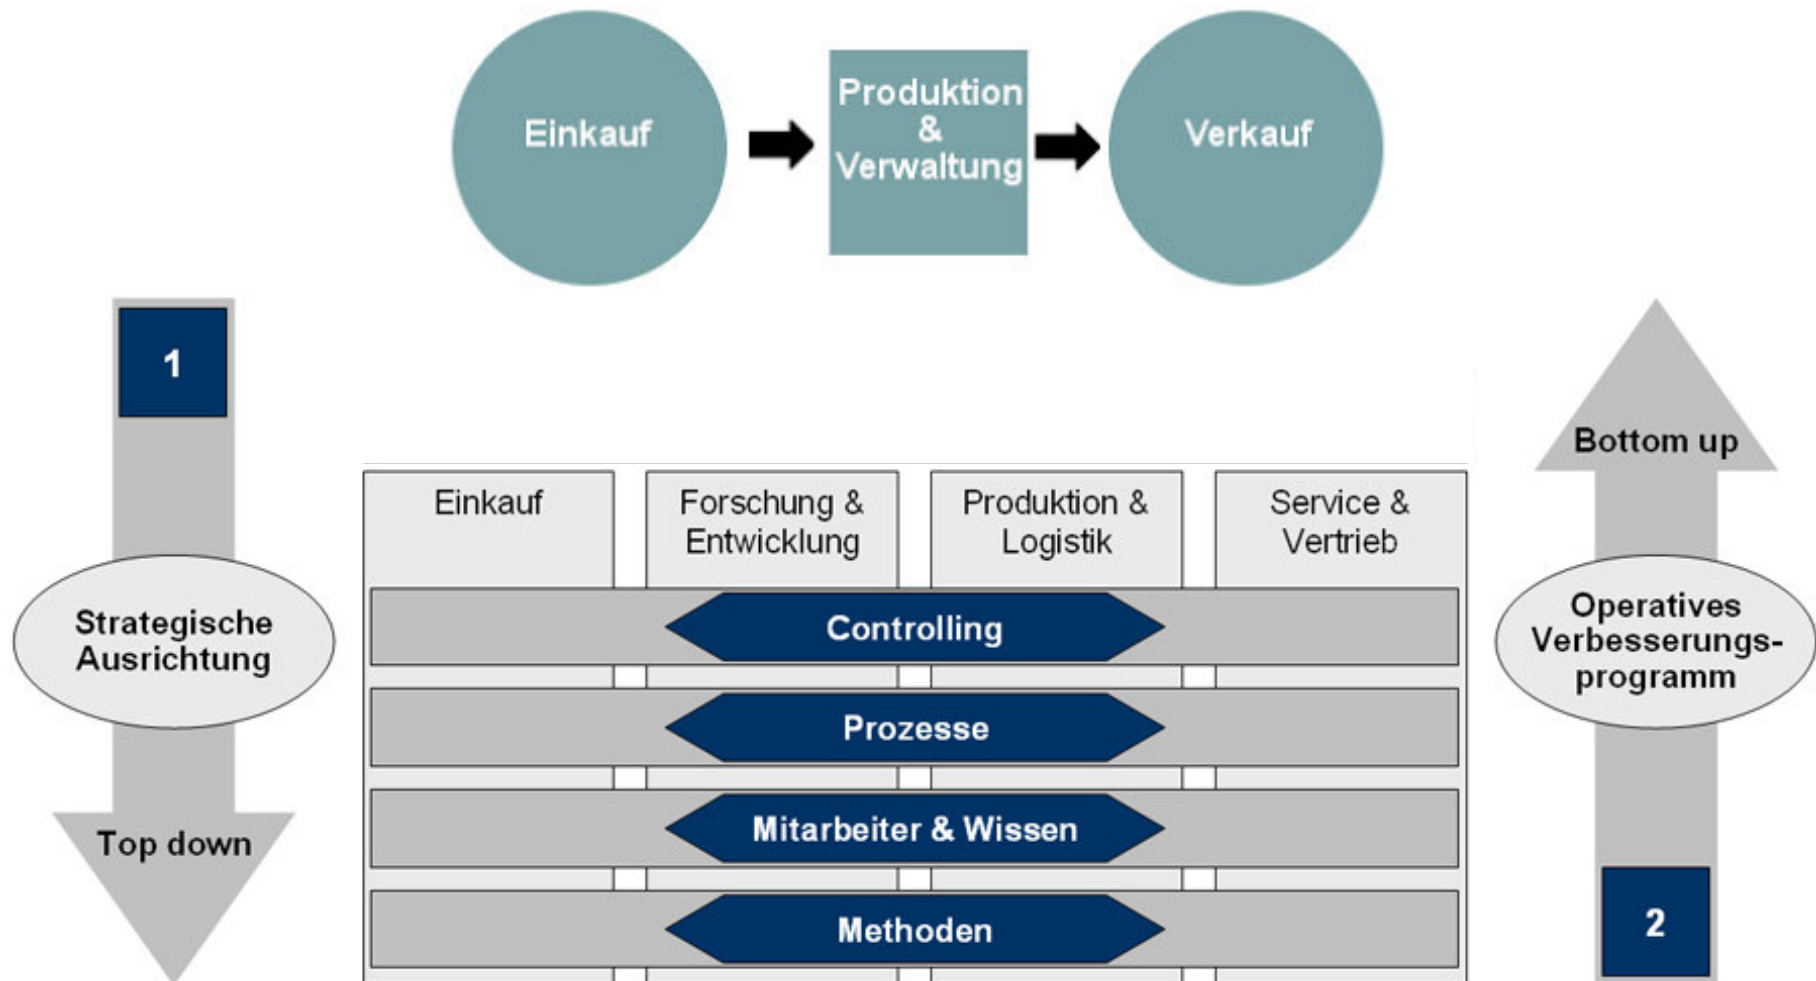 Einkauf
Produktion
&
Verwaltung
Verkauf
1
Strategische
Ausrichtung
Top down
Einkauf
Forschung &
Entwicklung
Produktion &
Logistik
Service &
Vertrieb
Controlling
Prozesse
Mitarbeiter & Wissen
Methoden
Bottom up
Operatives
Verbesserungs-
programm
2